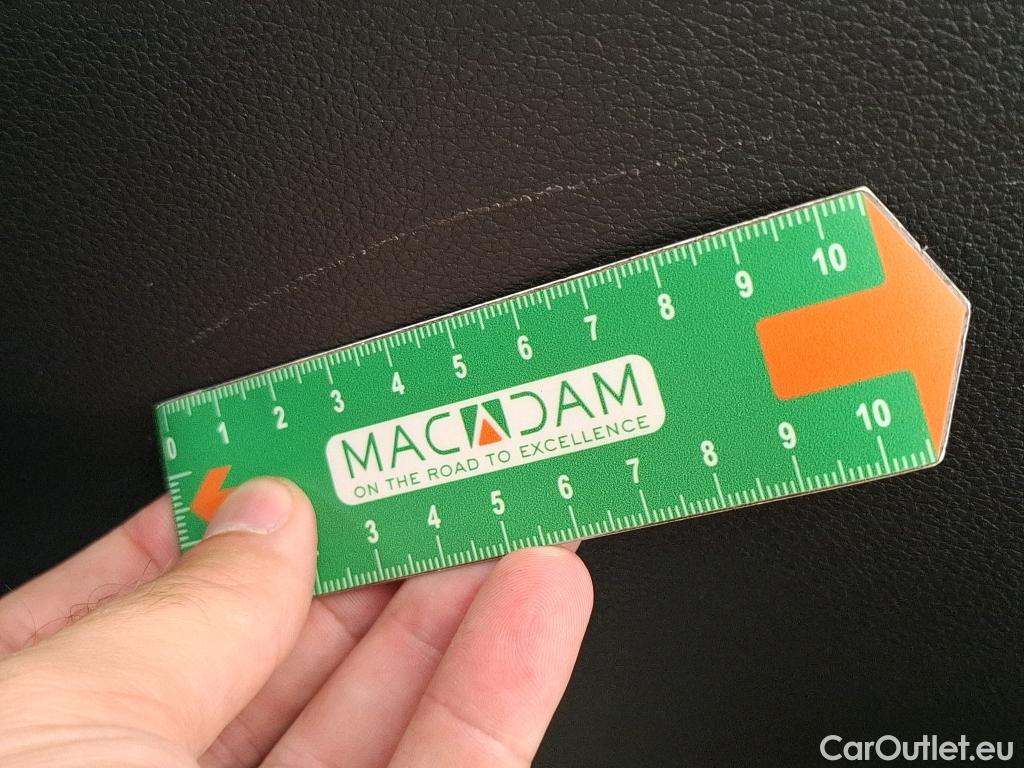 0 1 2 3 4 5 6 7 8 9 10
MACADAM
ON THE ROAD TO EXCELLENCE
3 4 5 6 7 8 9 10
CarOutlet.eu